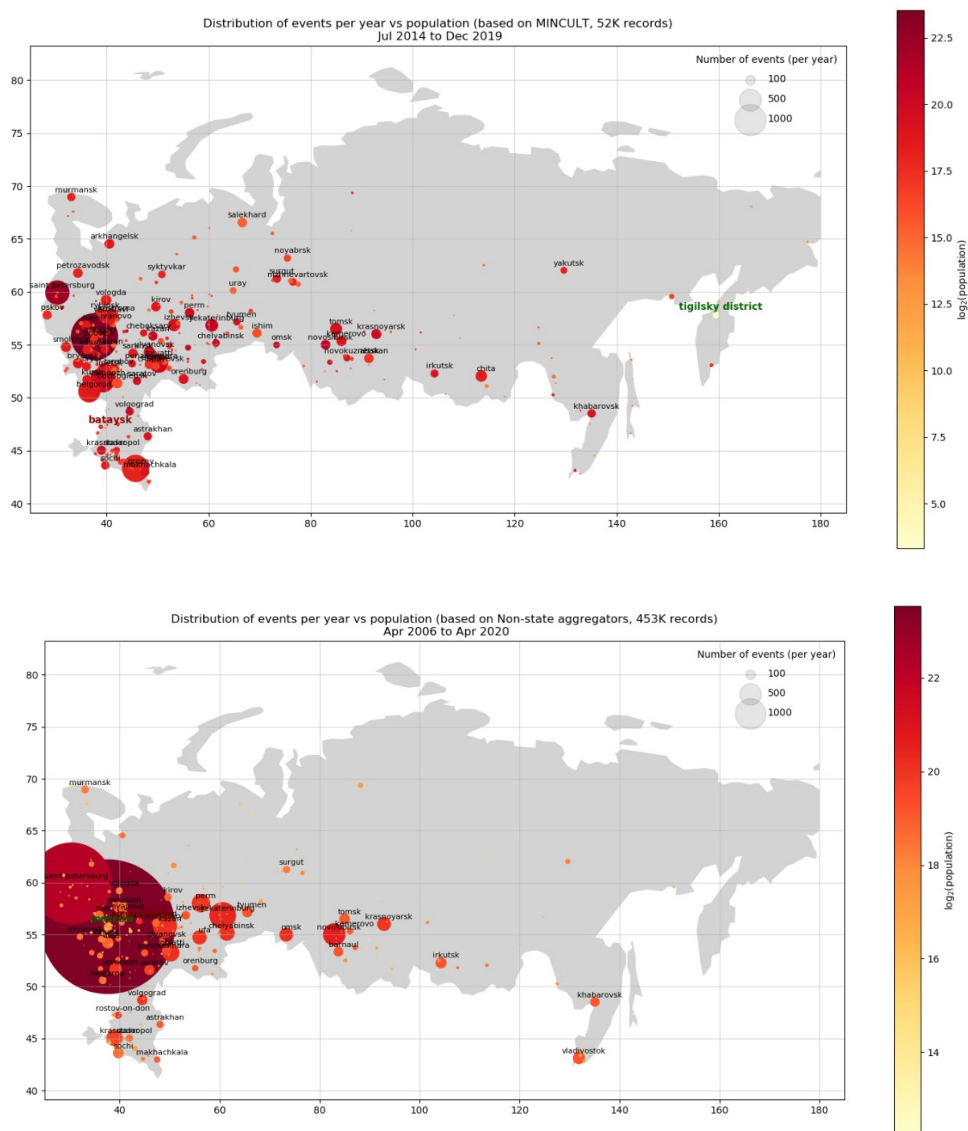 Distribution of events per year vs population (based on MINCULT, 52K records)
Jul 2014 to Dec 2019
Number of events (per year)
100
500
1000
80
75
70
65
60
55
50
45
40
40
60
80
100
120
140
160
180
murmansk
salekhard
arkhangelsk
noyabrsk
petrozavodsk
syktyvkar
surgut
yakutsk
saint petersburg
vologda
uray
tigilsky district
pskov
kirov
perm
tyumen
izhevsk
yekaterinburg
ishim
tomsk
krasnoyarsk
chelyabinsk
omsk
novosibirsk
kemerovo
novokuznetsk
abakan
saratov
orenburg
irkutsk
chita
belgorod
volgograd
khabarovsk
bataysk
astrakhan
sochi
makhachkala
22.5
20.0
17.5
15.0
12.5
10.0
7.5
5.0
log₂(population)
Distribution of events per year vs population (based on Non-state aggregators, 453K records)
Apr 2006 to Apr 2020
Number of events (per year)
100
500
1000
80
75
70
65
60
55
50
45
40
40
60
80
100
120
140
160
180
murmansk
saint petersburg
surgut
vologda
kirov
perm
izhevsk
yekaterinburg
tyumen
tomsk
krasnoyarsk
kazan
chelyabinsk
omsk
novosibirsk
kemerovo
ufa
barnaul
orenburg
irkutsk
volgograd
khabarovsk
rostov-on-don
astrakhan
sochi
makhachkala
vladivostok
22
20
18
16
14
log₂(population)